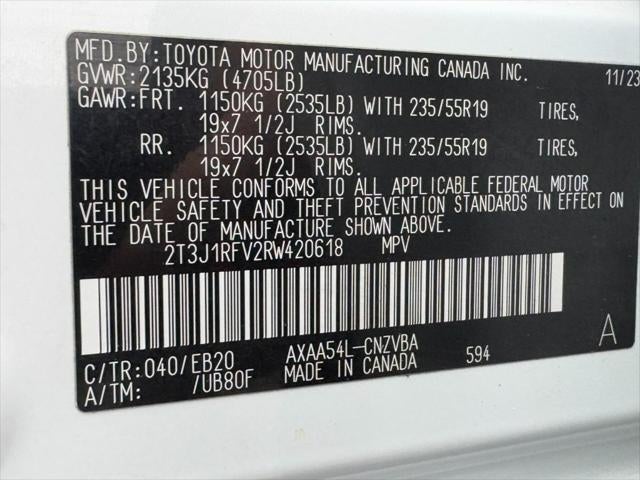 MFD.BY:TOYOTA MOTOR MANUFACTURING CANADA INC. 11/23
GVWR:2135KG (4705LB)
GAWR:FRT. 1150KG (2535LB) WITH 235/55R19 TIRES,
19x7 1/2J RIMS.
RR. 1150KG (2535LB) WITH 235/55R19 TIRES,
19x7 1/2J RIMS.
THIS VEHICLE CONFORMS TO ALL APPLICABLE FEDERAL MOTOR
VEHICLE SAFETY AND THEFT PREVENTION STANDARDS IN EFFECT ON
THE DATE OF MANUFACTURE SHOWN ABOVE.
2T3J1RFV2RW420618 MPV
A
C/TR:040/EB20 AXAA54L-CNZVBA 594
A/TM: /UB80F MADE IN CANADA